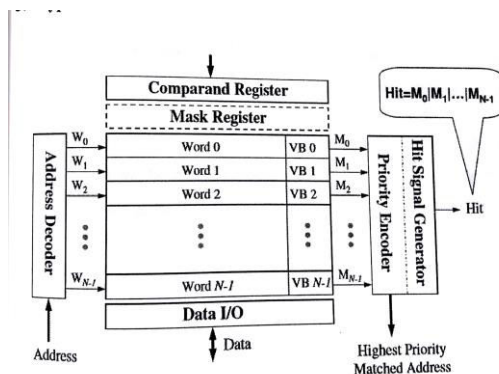 Comparand Register
Mask Register
Hit=M0|M1|...|MN-1
W0 Word 0 VB 0 M0
W1 Word 1 VB 1 M1
W2 Word 2 VB 2 M2
WN-1 Word N-1 VB N-1 MN-1
Address Decoder
Priority Encoder
Hit Signal Generator
Hit
Data I/O
Address
Data
Highest Priority
Matched Address